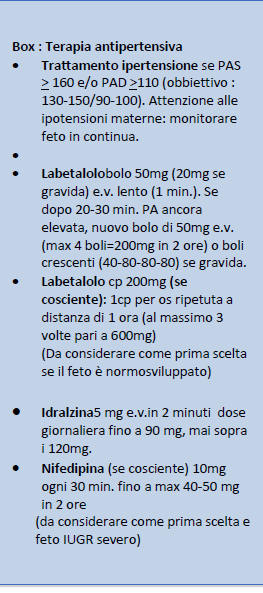 Box : Terapia antipertensiva
• Trattamento ipertensione se PAS
> 160 e/o PAD >110 (obbiettivo :
130-150/90-100). Attenzione alle
ipotensioni materne: monitorare
feto in continua.
•
• Labetalolobolo 50mg (20mg se
gravida) e.v. lento (1 min.). Se
dopo 20-30 min. PA ancora
elevata, nuovo bolo di 50mg e.v.
(max 4 boli=200mg in 2 ore) o boli
crescenti (40-80-80-80) se gravida.
• Labetalolo cp 200mg (se
cosciente): 1cp per os ripetuta a
distanza di 1 ora (al massimo 3
volte pari a 600mg)
(Da considerare come prima scelta
se il feto è normosviluppato)
• Idralzina5 mg e.v.in 2 minuti dose
giornaliera fino a 90 mg, mai sopra
i 120mg.
• Nifedipina (se cosciente) 10mg
ogni 30 min. fino a max 40-50 mg
in 2 ore
(da considerare come prima scelta e
feto IUGR severo)